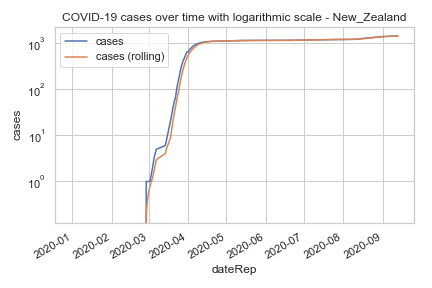 COVID-19 cases over time with logarithmic scale - New_Zealand
cases
cases (rolling)
10³
10²
10¹
10⁰
cases
2020-01
2020-02
2020-03
2020-04
2020-05
2020-06
2020-07
2020-08
2020-09
dateRep